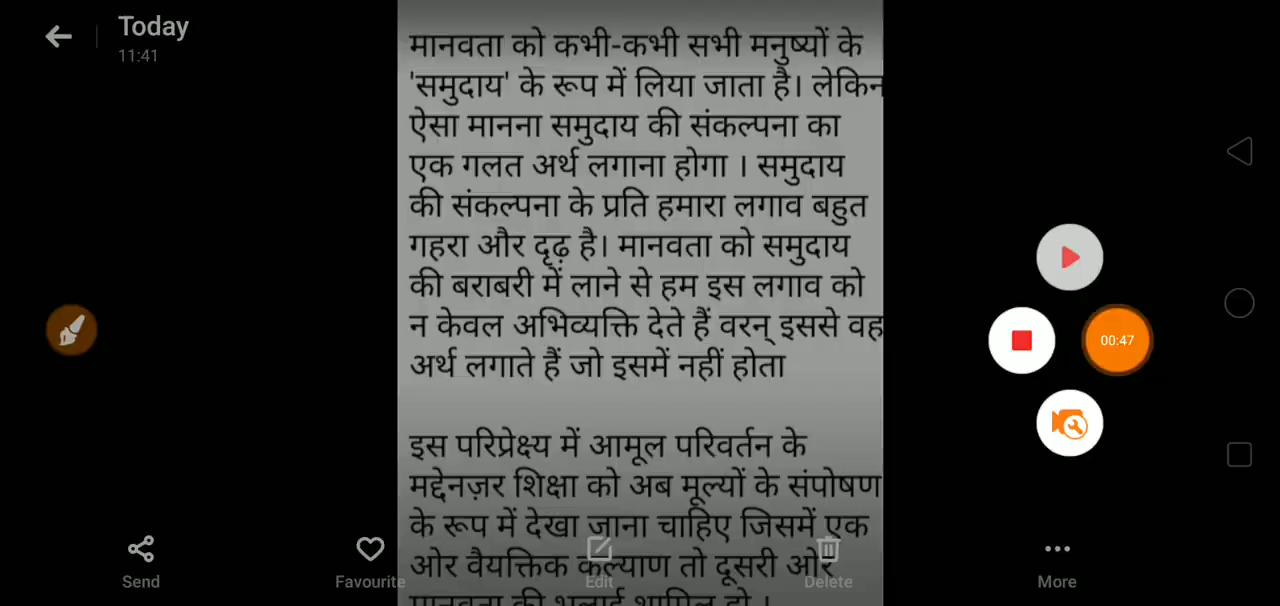 Today
11:41
मानवता को कभी-कभी सभी मनुष्यों के
'समुदाय' के रूप में लिया जाता है। लेकिन
ऐसा मानना समुदाय की संकल्पना का
एक गलत अर्थ लगाना होगा । समुदाय
की संकल्पना के प्रति हमारा लगाव बहुत
गहरा और दृढ़ है। मानवता को समुदाय
की बराबरी में लाने से हम इस लगाव को
न केवल अभिव्यक्ति देते हैं वरन् इससे वह
अर्थ लगाते हैं जो इसमें नहीं होता
00:47
इस परिप्रेक्ष्य में आमूल परिवर्तन के
मद्देनज़र शिक्षा को अब मूल्यों के संपोषण
के रूप में देखा जाना चाहिए जिसमें एक
ओर वैयक्तिक कल्याण तो दूसरी ओर
मानवता की भलाई शामिल हो ।
Send
Favourite
Edit
Delete
More